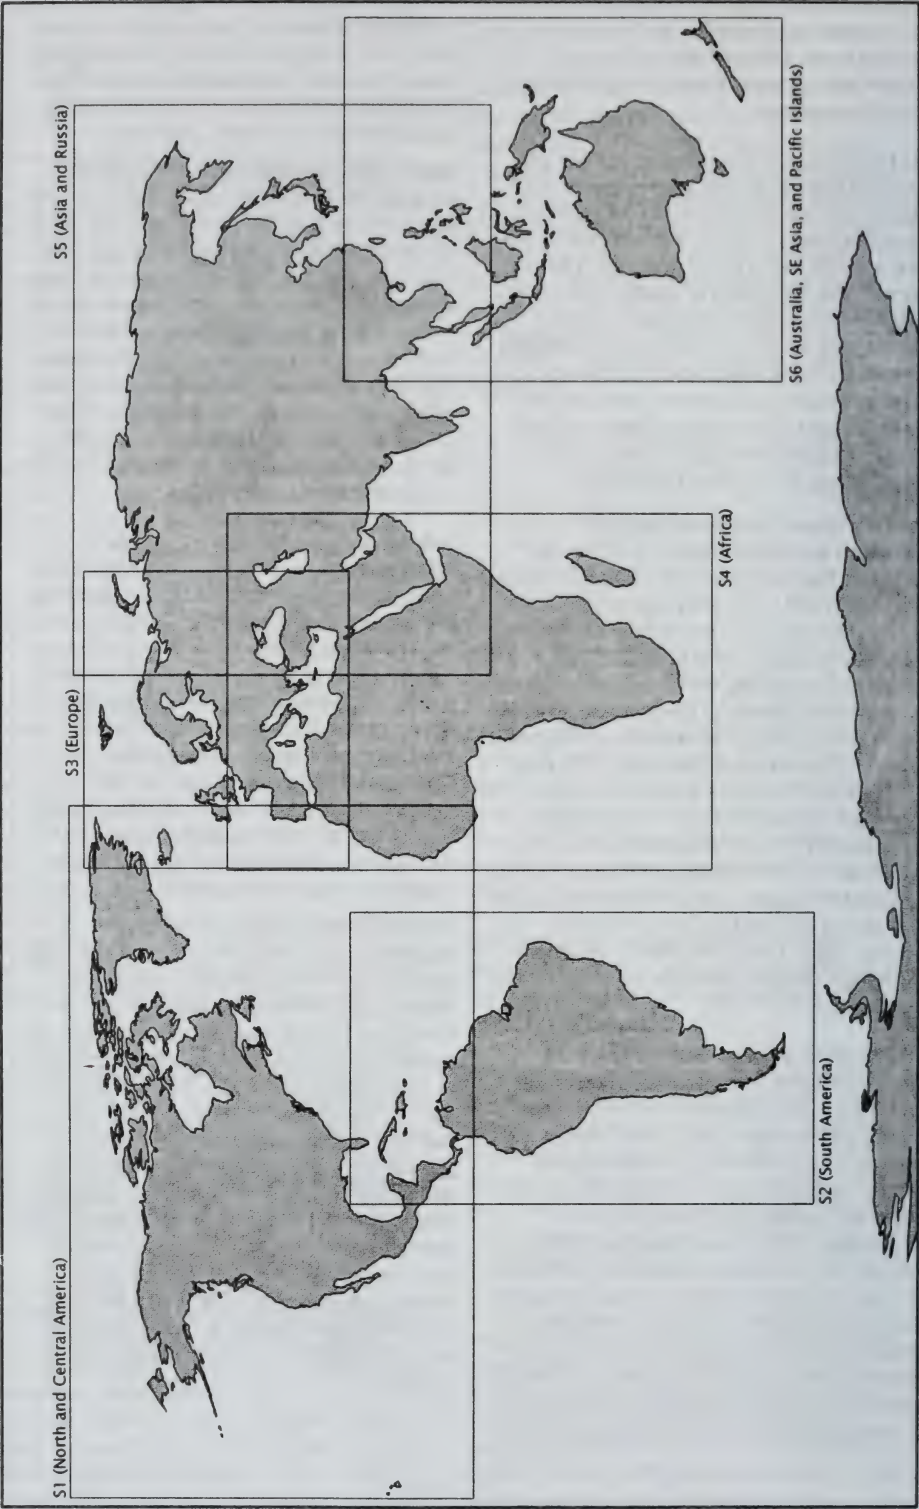 S1 (North and Central America)
S2 (South America)
S3 (Europe)
S4 (Africa)
S5 (Asia and Russia)
S6 (Australia, SE Asia, and Pacific Islands)